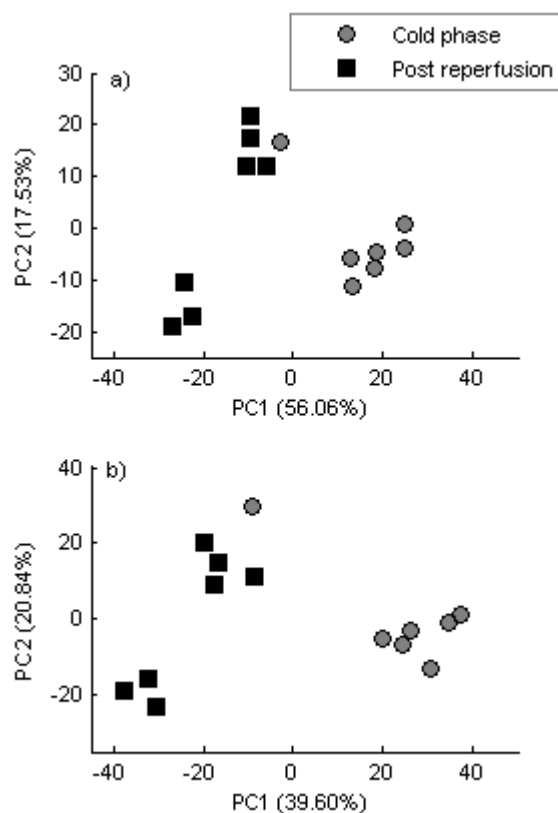 Cold phase
Post reperfusion
a)
30
20
10
0
-10
-20
PC2 (17.53%)
-40 -20 0 20 40
PC1 (56.06%)
b)
40
20
0
-20
PC2 (20.84%)
-40 -20 0 20 40
PC1 (39.60%)